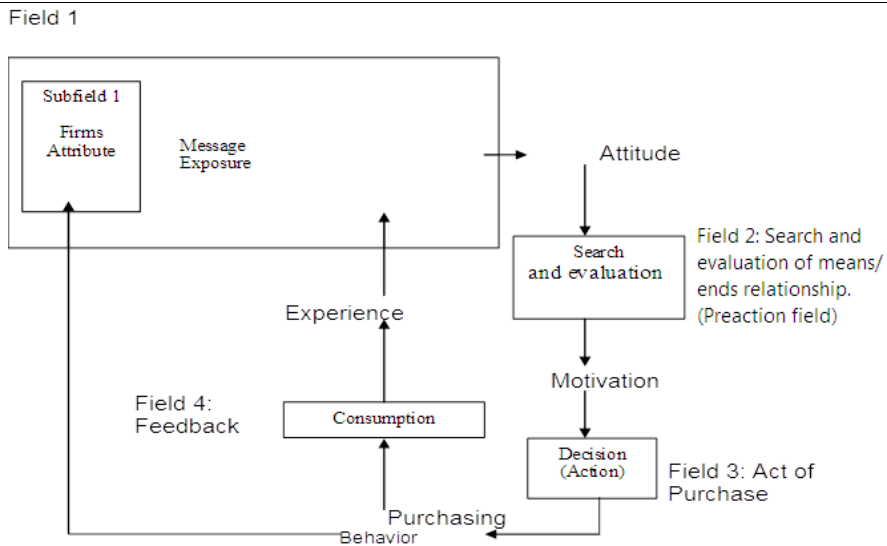 Field 1
Subfield 1
Firms
Attribute
Message
Exposure
Attitude
Search
and evaluation
Field 2: Search and
evaluation of means/
ends relationship.
(Preaction field)
Experience
Motivation
Field 4:
Feedback
Consumption
Decision
(Action)
Field 3: Act of
Purchase
Purchasing
Behavior